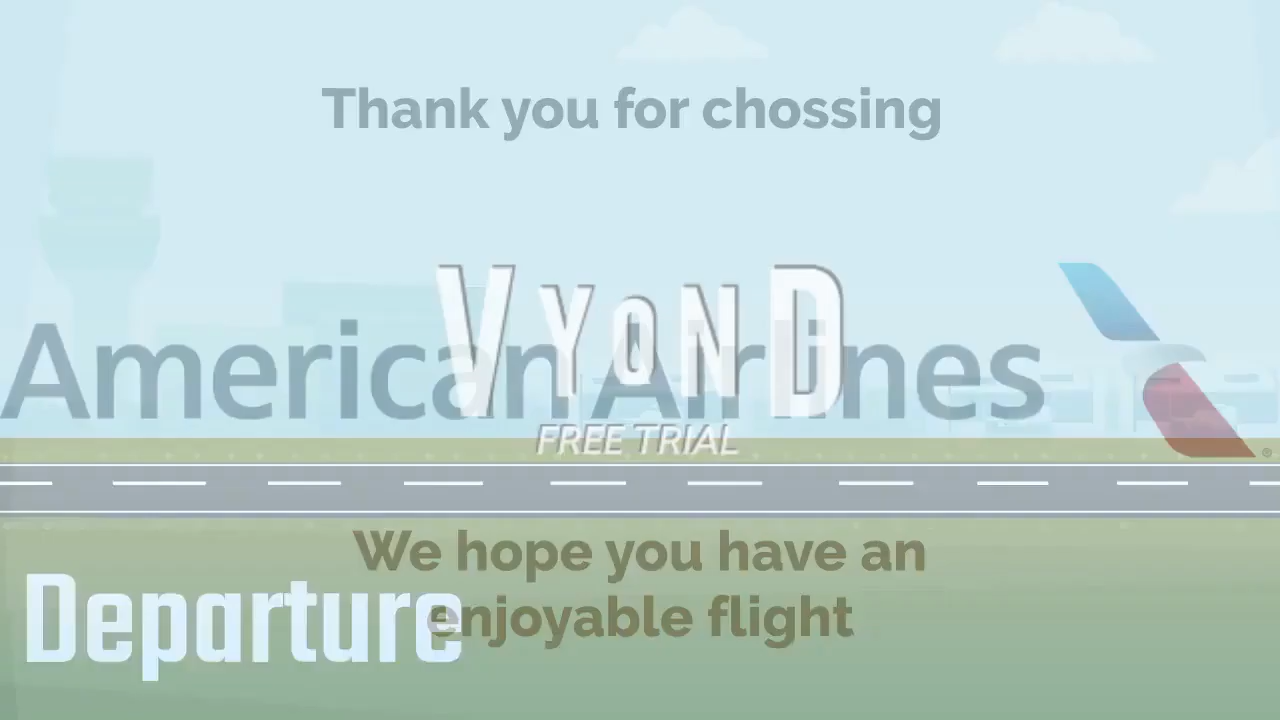 Thank you for chossing
American Airlines
®
VYOND
FREE TRIAL
We hope you have an
enjoyable flight
Departure